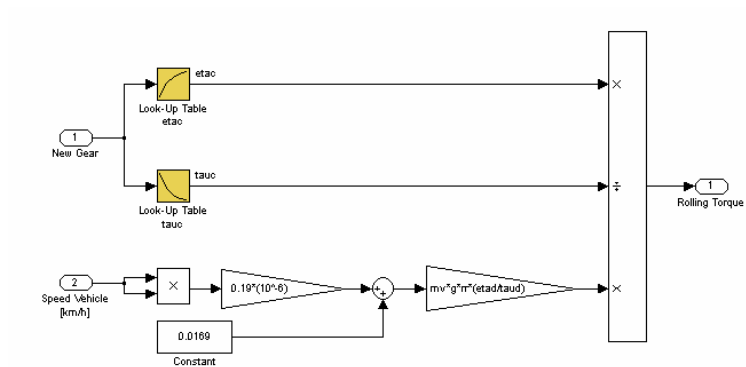 etac
Look-Up Table
etac
×
1
New Gear
tauc
Look-Up Table
tauc
÷
1
Rolling Torque
2
Speed Vehicle
[km/h]
×
0.19*(10^-6)
+
+
mv*g*rr*(etad/taud)
×
0.0169
Constant